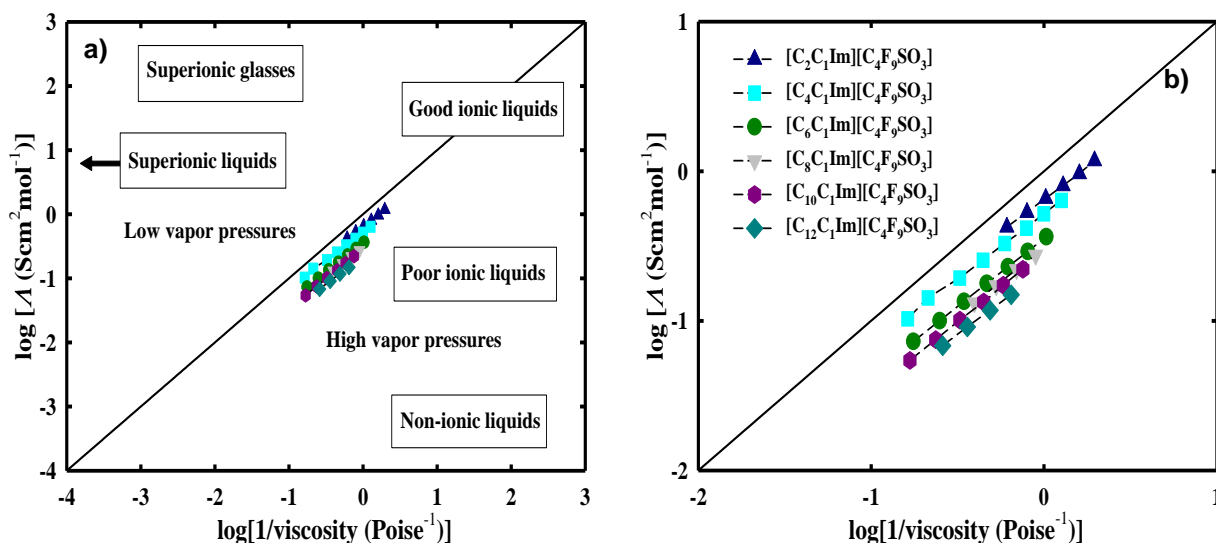 a)
Superionic glasses
Good ionic liquids
Superionic liquids
Low vapor pressures
Poor ionic liquids
High vapor pressures
Non-ionic liquids
log [Λ (Scm²mol⁻¹)]
3
2
1
0
-1
-2
-3
-4
-4 -3 -2 -1 0 1 2 3
log[1/viscosity (Poise⁻¹)]
b)
[C₂C₁Im][C₄F₉SO₃]
[C₄C₁Im][C₄F₉SO₃]
[C₆C₁Im][C₄F₉SO₃]
[C₈C₁Im][C₄F₉SO₃]
[C₁₀C₁Im][C₄F₉SO₃]
[C₁₂C₁Im][C₄F₉SO₃]
log [Λ (Scm²mol⁻¹)]
1
0
-1
-2
-2 -1 0 1
log[1/viscosity (Poise⁻¹)]